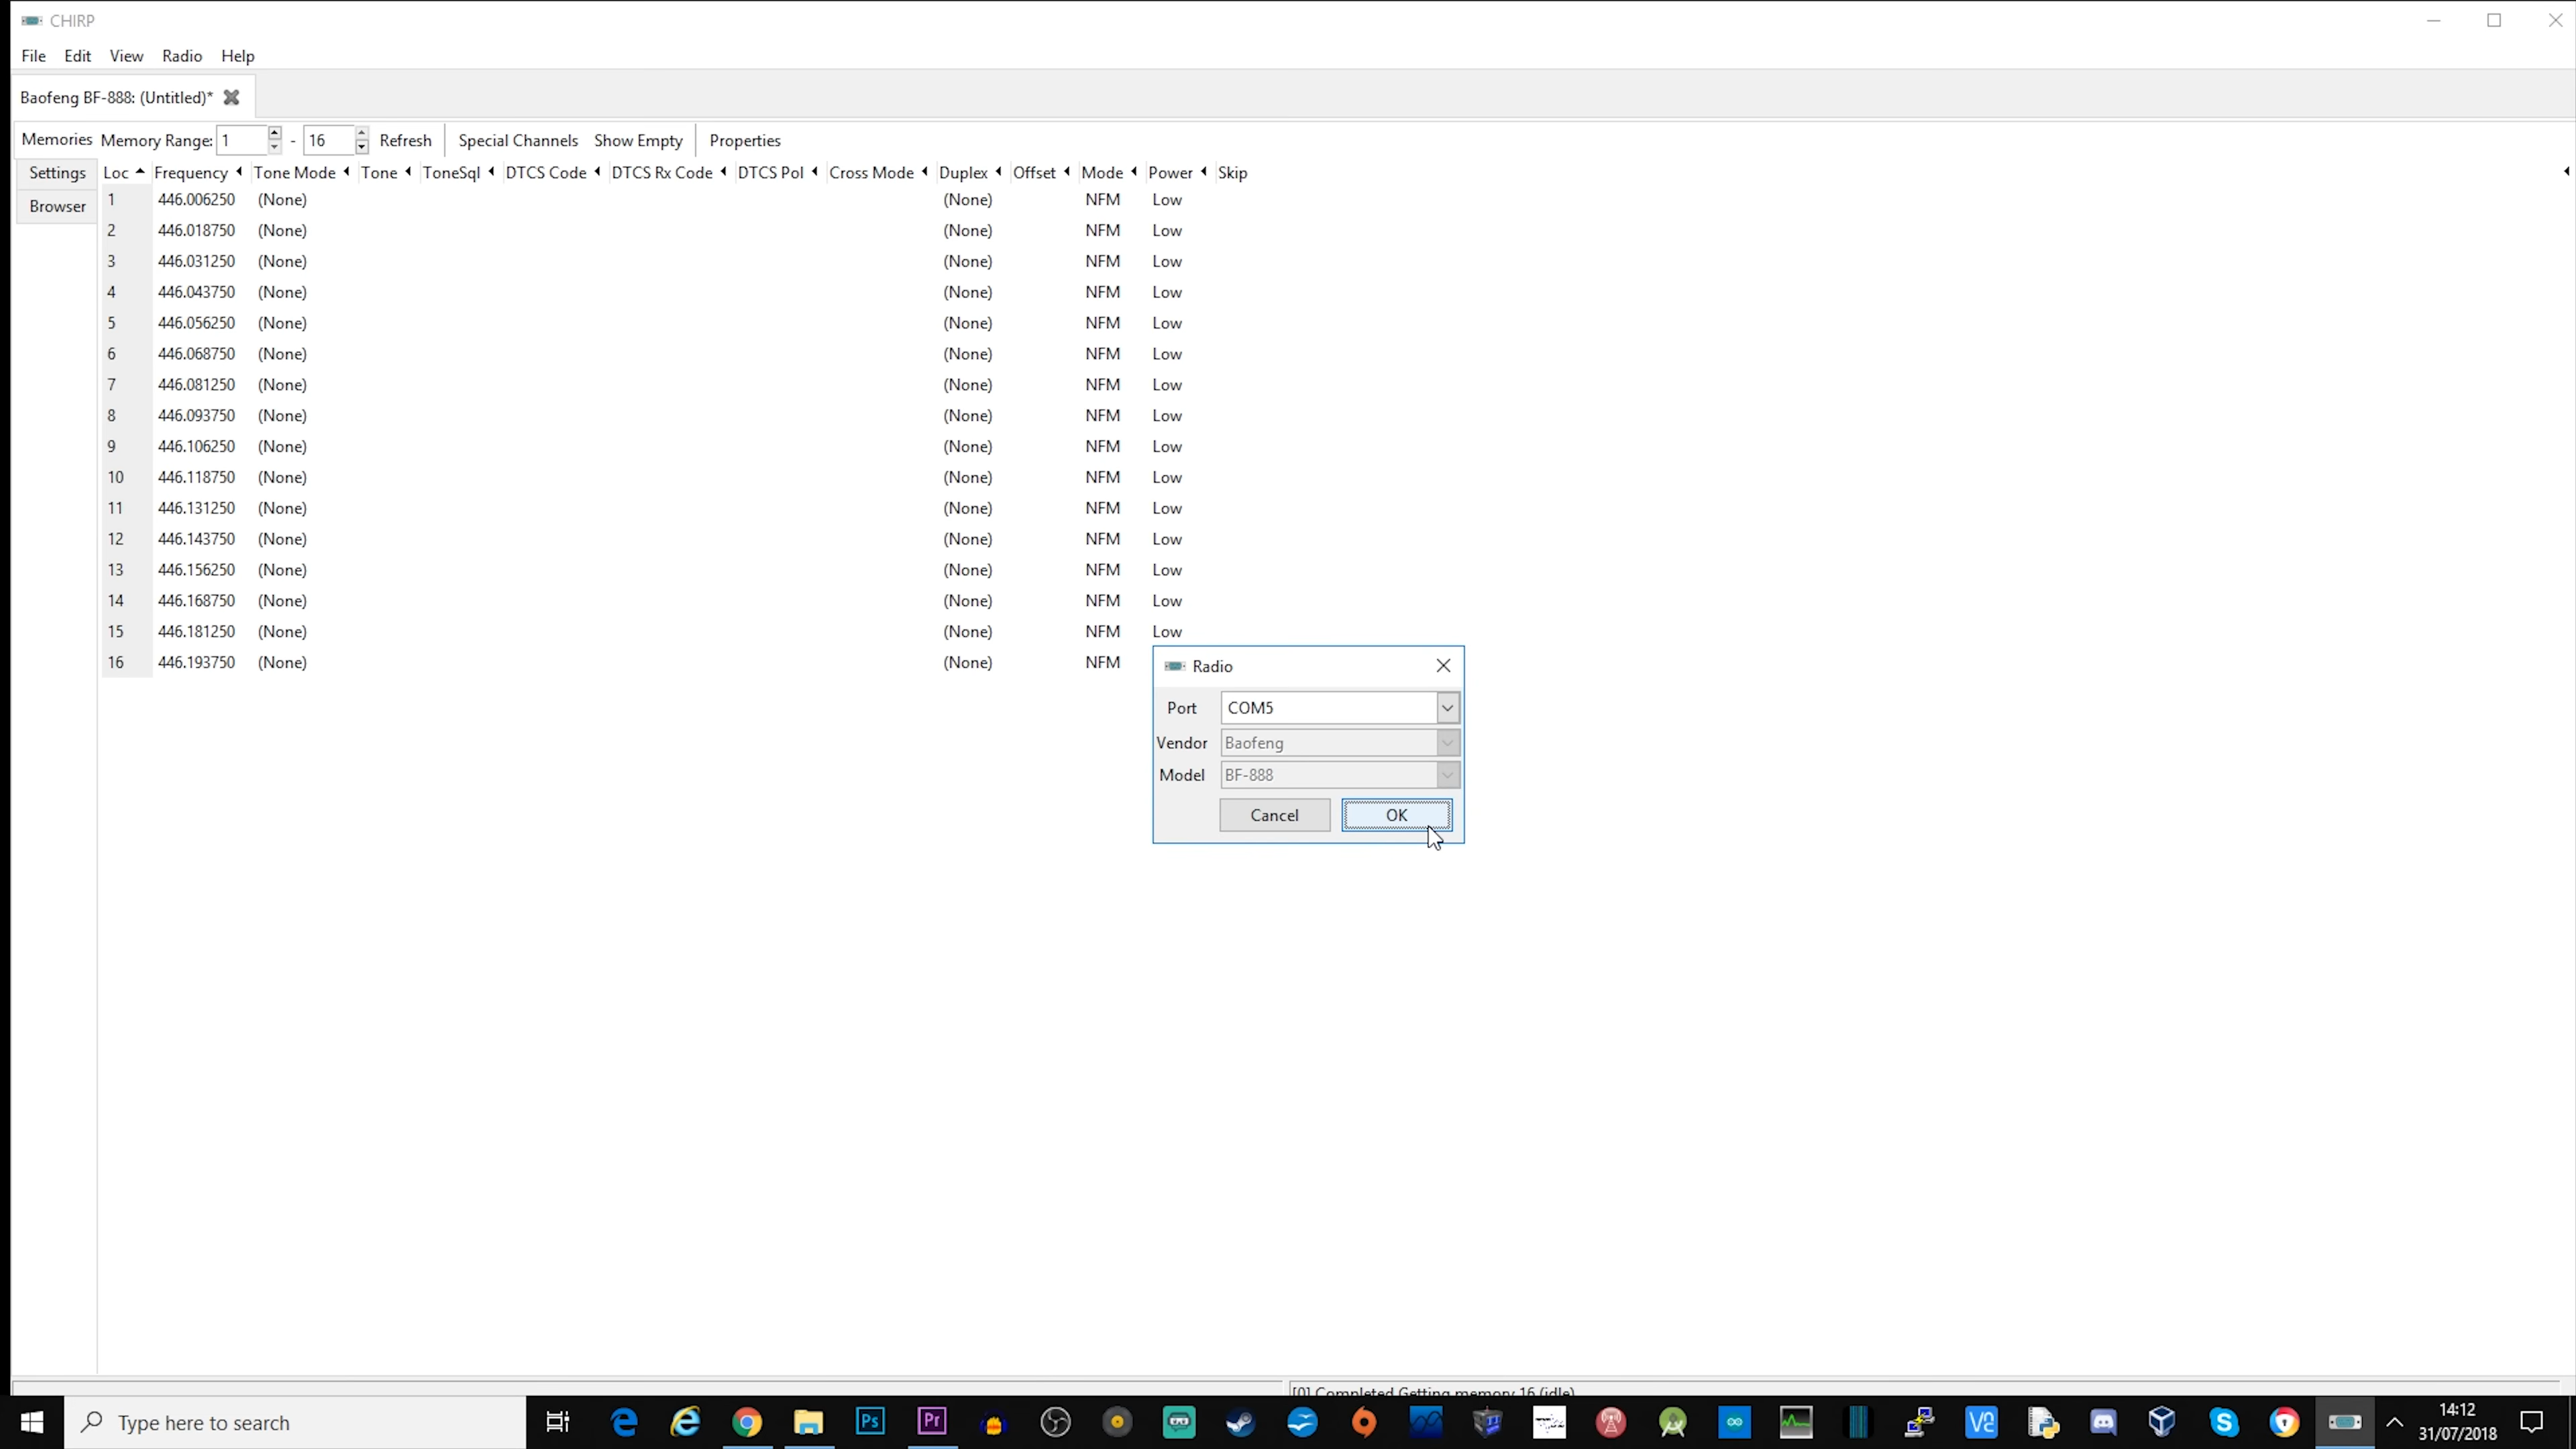 CHIRP
File Edit View Radio Help
Baofeng BF-888: (Untitled)*
Memories Memory Range: 1 - 16 Refresh Special Channels Show Empty Properties
Settings
Browser
Loc Frequency Tone Mode Tone ToneSql DTCS Code DTCS Rx Code DTCS Pol Cross Mode Duplex Offset Mode Power Skip
1 446.006250 (None) (None) NFM Low
2 446.018750 (None) (None) NFM Low
3 446.031250 (None) (None) NFM Low
4 446.043750 (None) (None) NFM Low
5 446.056250 (None) (None) NFM Low
6 446.068750 (None) (None) NFM Low
7 446.081250 (None) (None) NFM Low
8 446.093750 (None) (None) NFM Low
9 446.106250 (None) (None) NFM Low
10 446.118750 (None) (None) NFM Low
11 446.131250 (None) (None) NFM Low
12 446.143750 (None) (None) NFM Low
13 446.156250 (None) (None) NFM Low
14 446.168750 (None) (None) NFM Low
15 446.181250 (None) (None) NFM Low
16 446.193750 (None) (None) NFM
Radio
Port COM5
Vendor Baofeng
Model BF-888
Cancel OK
[0] Completed Getting memory 16 (idle)
Type here to search
Ps
Pr
14:12
31/07/2018